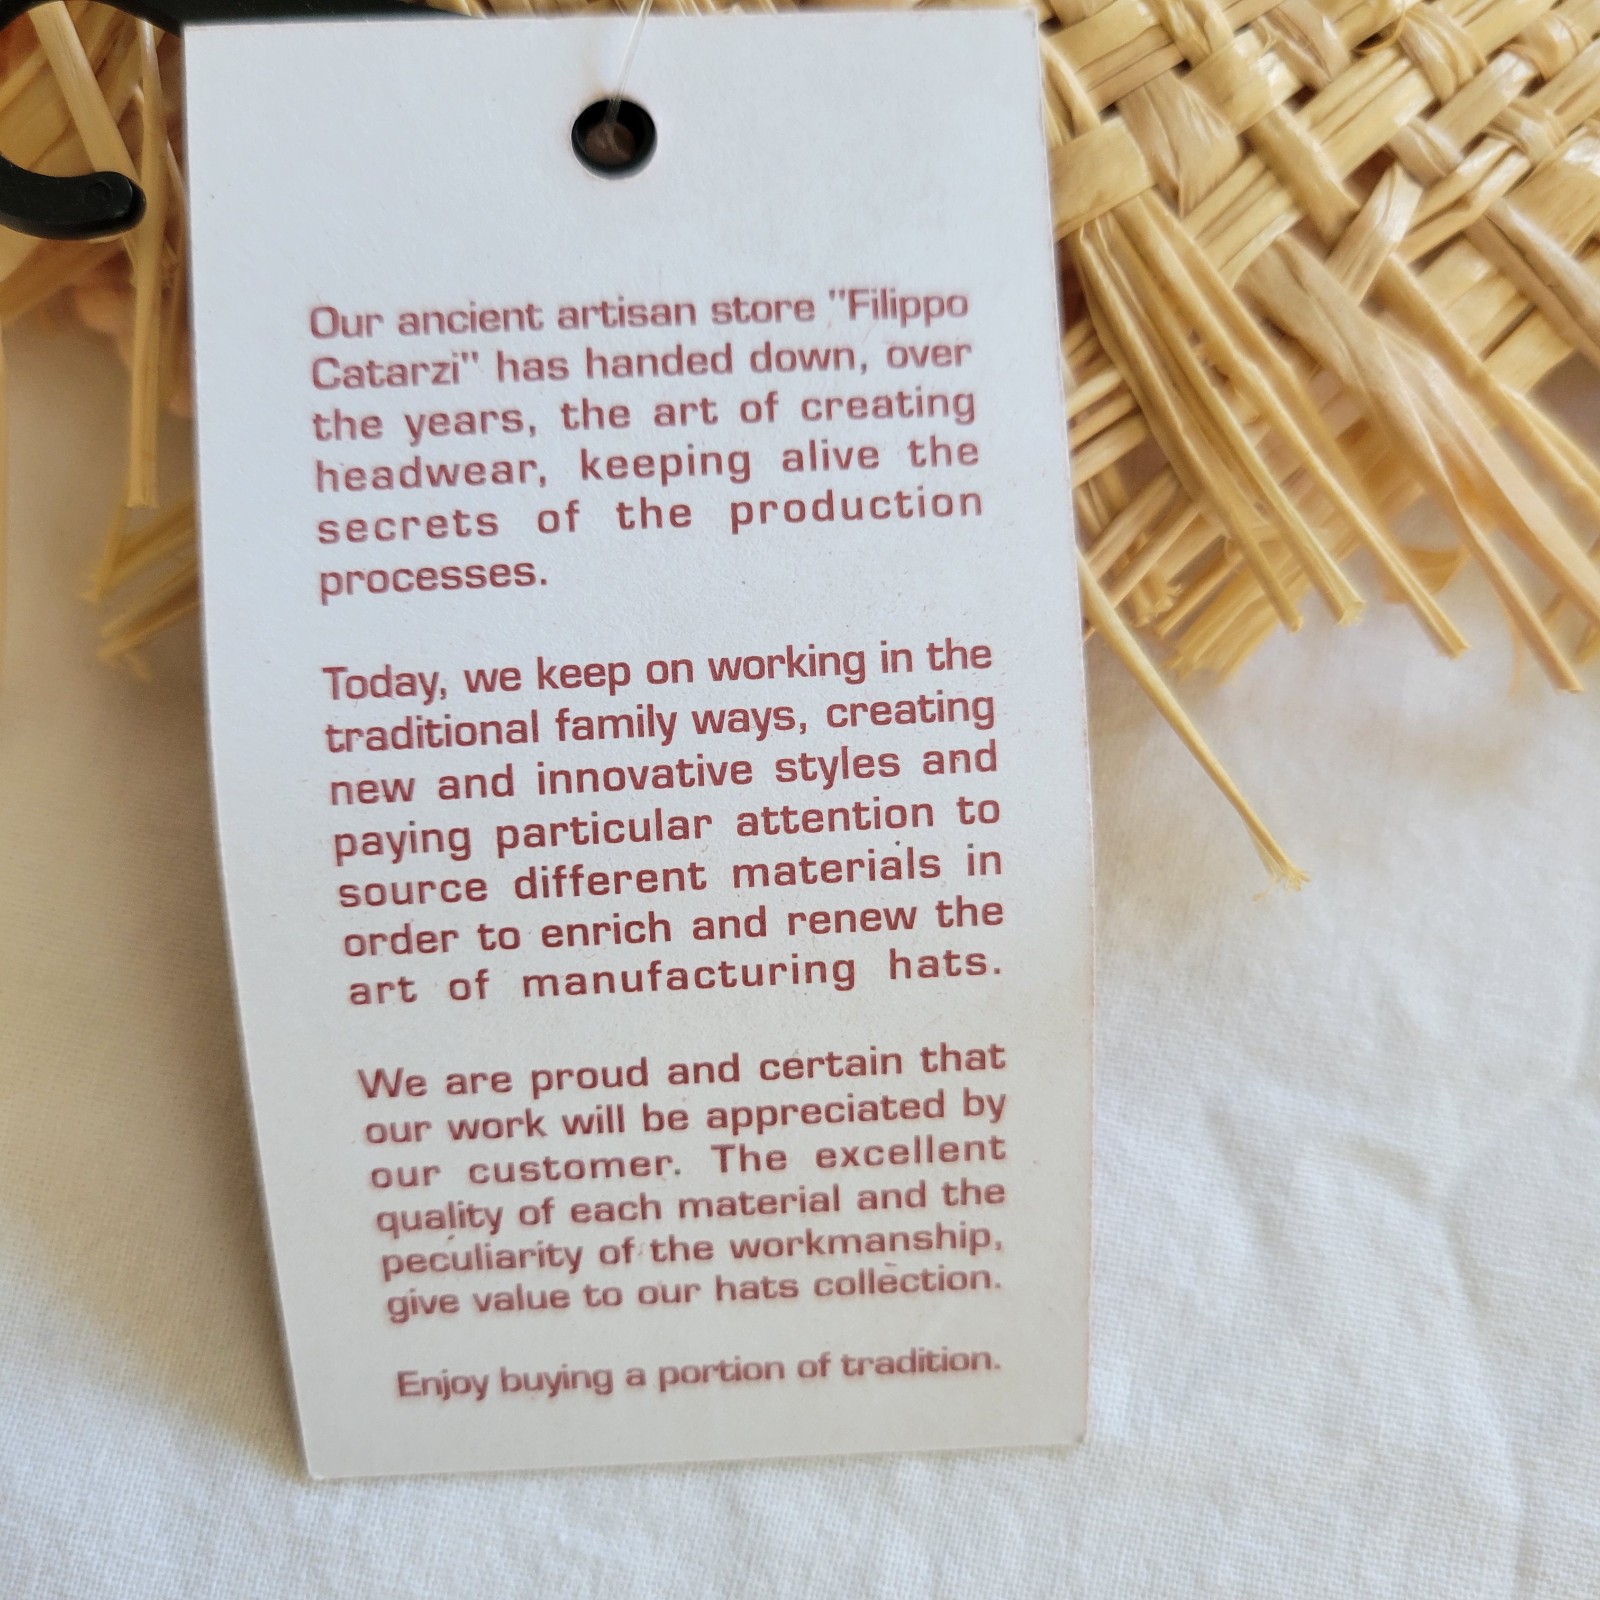 Our ancient artisan store "Filippo
Catarzi" has handed down, over
the years, the art of creating
headwear, keeping alive the
secrets of the production
processes.
Today, we keep on working in the
traditional family ways, creating
new and innovative styles and
paying particular attention to
source different materials in
order to enrich and renew the
art of manufacturing hats.
We are proud and certain that
our work will be appreciated by
our customer. The excellent
quality of each material and the
peculiarity of the workmanship,
give value to our hats collection.
Enjoy buying a portion of tradition.